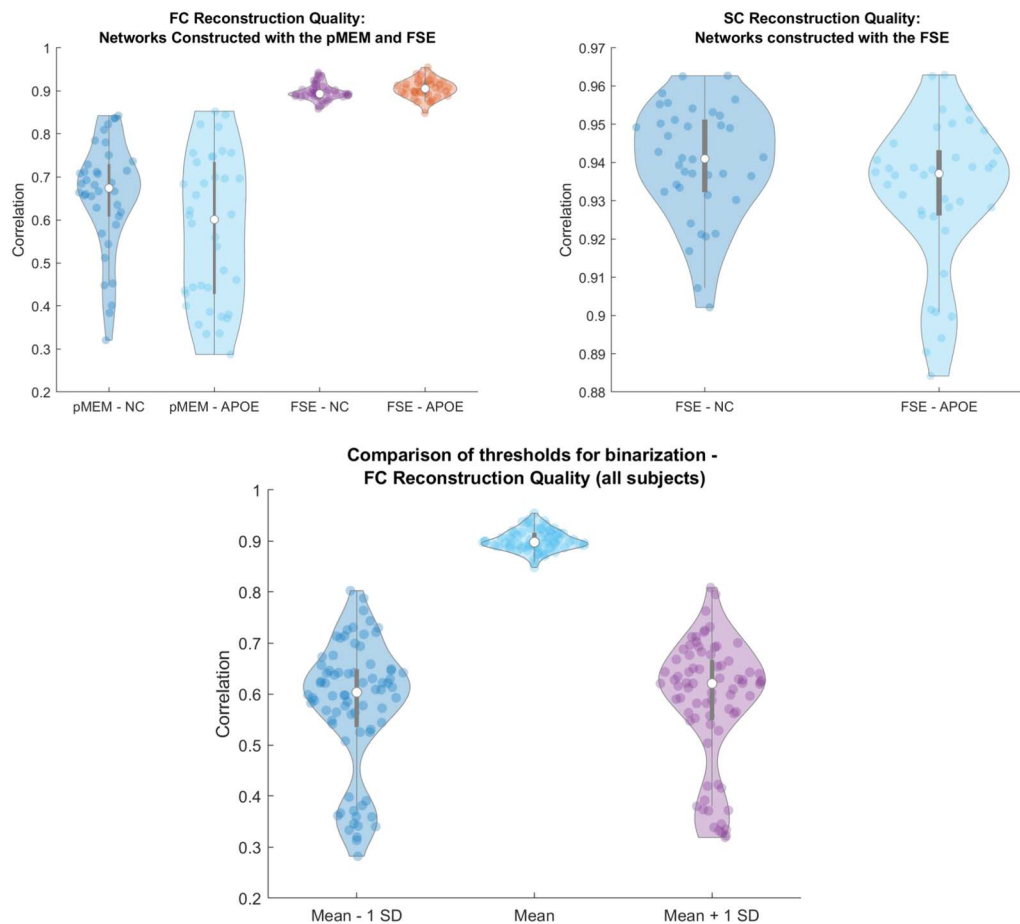 FC Reconstruction Quality:
Networks Constructed with the pMEM and FSE
1
0.9
0.8
0.7
0.6
0.5
0.4
0.3
0.2
Correlation
pMEM - NC
pMEM - APOE
FSE - NC
FSE - APOE
SC Reconstruction Quality:
Networks constructed with the FSE
0.97
0.96
0.95
0.94
0.93
0.92
0.91
0.9
0.89
0.88
Correlation
FSE - NC
FSE - APOE
Comparison of thresholds for binarization -
FC Reconstruction Quality (all subjects)
1
0.9
0.8
0.7
0.6
0.5
0.4
0.3
0.2
Correlation
Mean - 1 SD
Mean
Mean + 1 SD